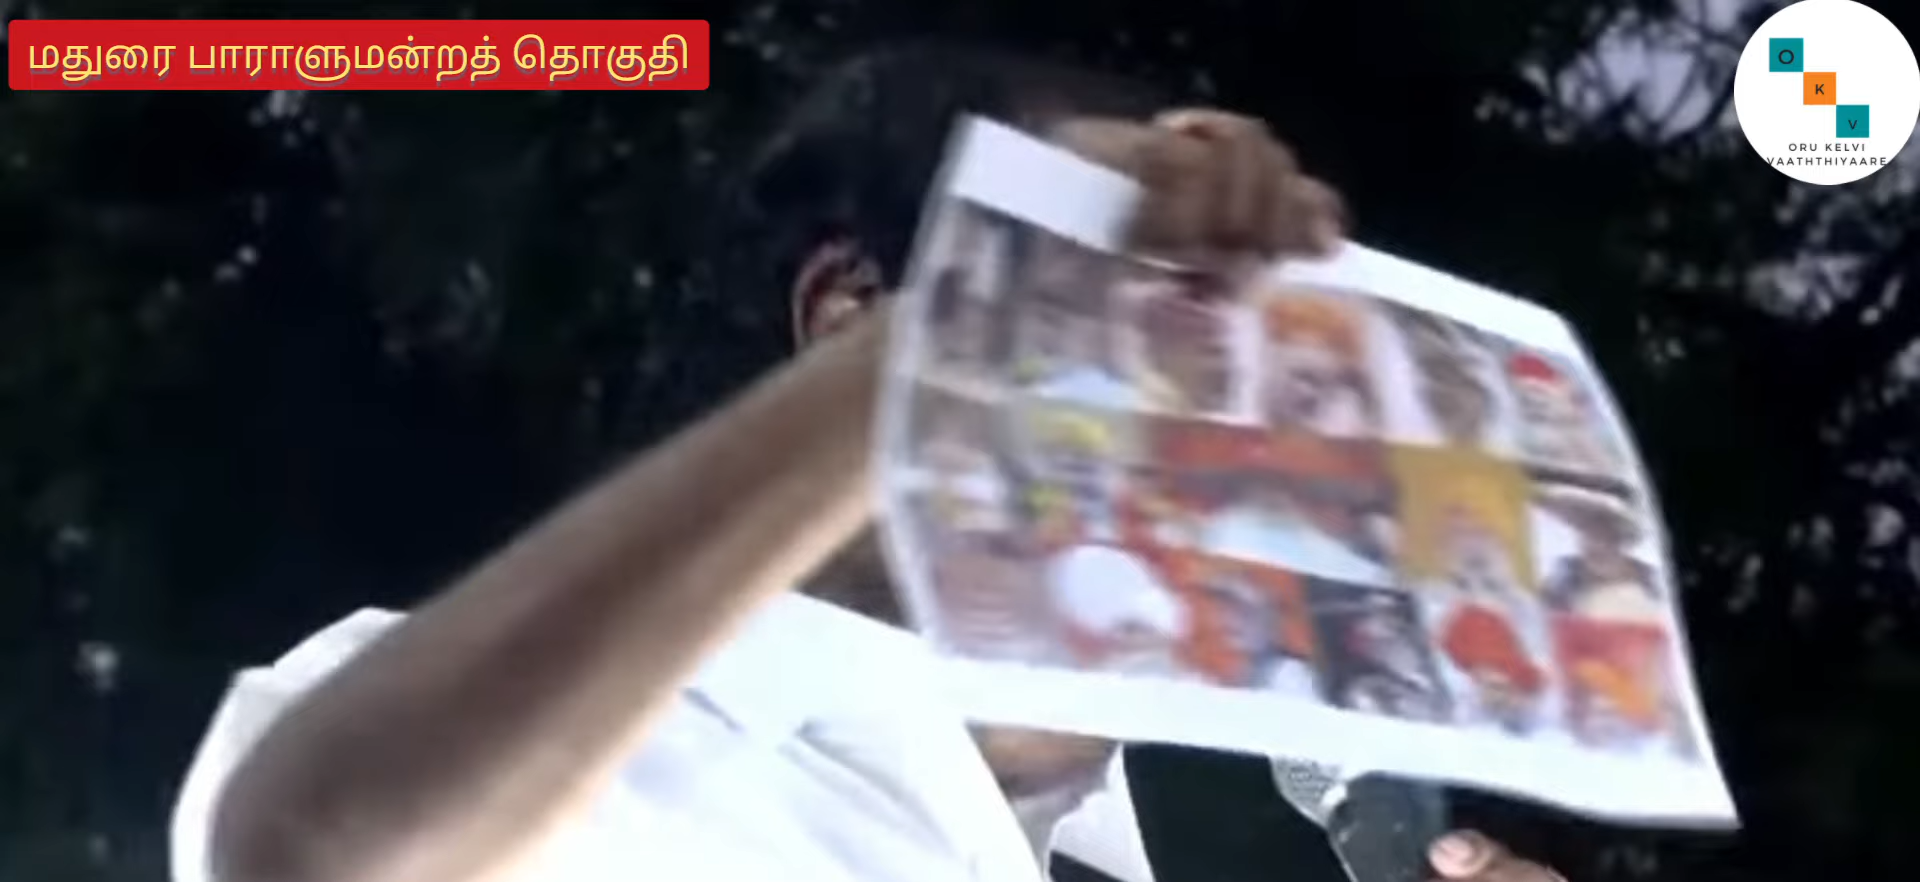 மதுரை பாராளுமன்றத் தொகுதி
O
K
V
ORU KELVI
VAATHTHIYAARE